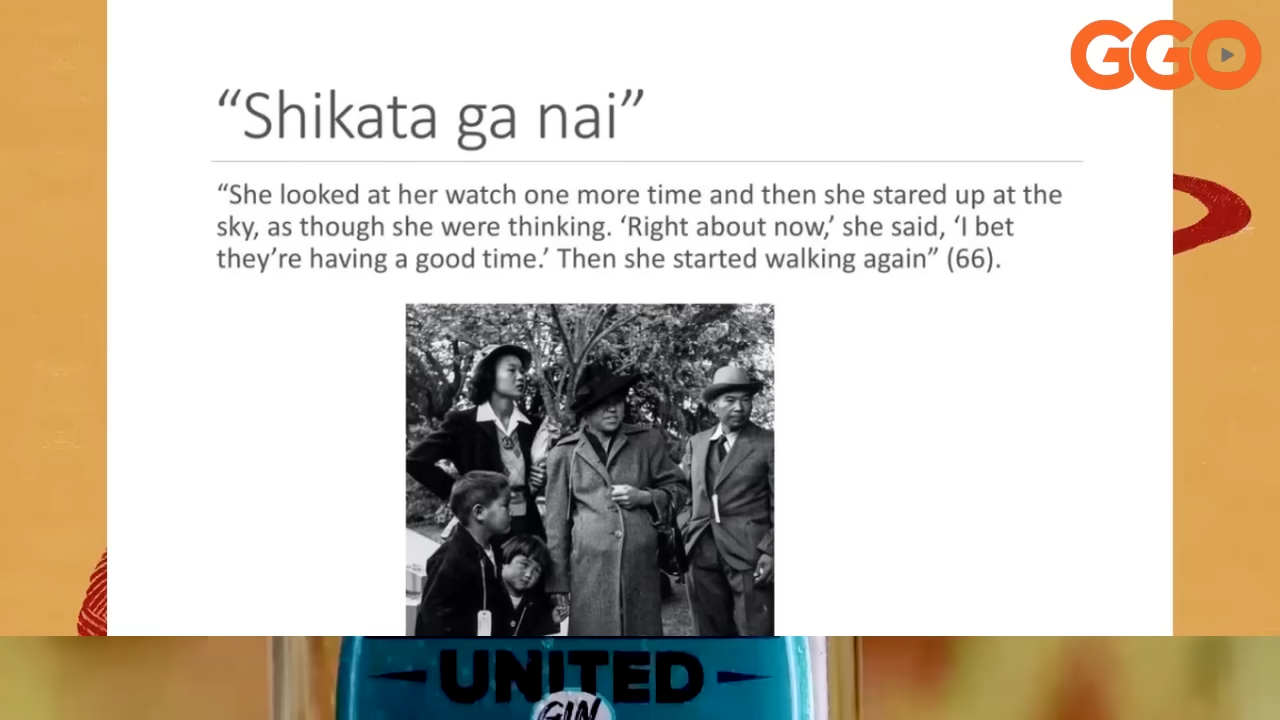 GGO
“Shikata ga nai”
“She looked at her watch one more time and then she stared up at the
sky, as though she were thinking. ‘Right about now,’ she said, ‘I bet
they’re having a good time.’ Then she started walking again” (66).
UNITED
GIN